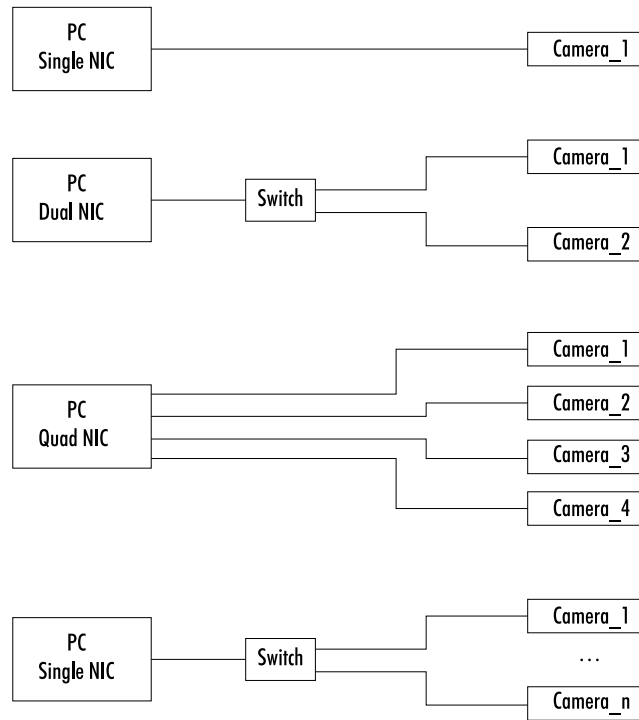 PC
Single NIC
Camera_1
PC
Dual NIC
Switch
Camera_1
Camera_2
PC
Quad NIC
Camera_1
Camera_2
Camera_3
Camera_4
PC
Single NIC
Switch
Camera_1
...
Camera_n